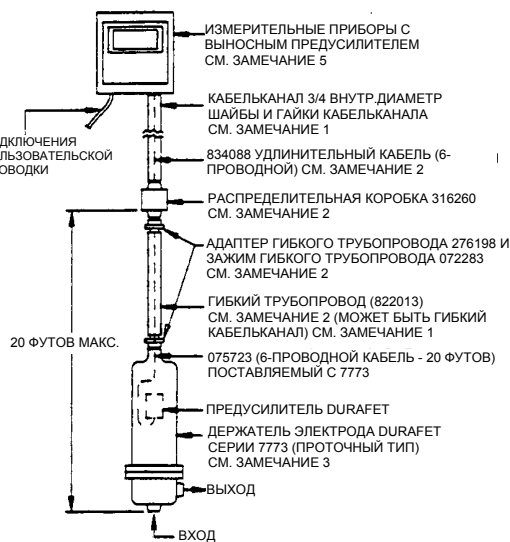 ИЗМЕРИТЕЛЬНЫЕ ПРИБОРЫ С
ВЫНОСНЫМ ПРЕДУСИЛИТЕЛЕМ
СМ. ЗАМЕЧАНИЕ 5
КАБЕЛЬКАНАЛ 3/4 ВНУТР.ДИАМЕТР
ШАЙБЫ И ГАЙКИ КАБЕЛЬКАНАЛА
СМ. ЗАМЕЧАНИЕ 1
ДКЛЮЧЕНИЯ
ЛЬЗОВАТЕЛЬСКОЙ
ОВОДКИ
834088 УДЛИНИТЕЛЬНЫЙ КАБЕЛЬ (6-
ПРОВОДНОЙ) СМ. ЗАМЕЧАНИЕ 2
РАСПРЕДЕЛИТЕЛЬНАЯ КОРОБКА 316260
СМ. ЗАМЕЧАНИЕ 2
АДАПТЕР ГИБКОГО ТРУБОПРОВОДА 276198 И
ЗАЖИМ ГИБКОГО ТРУБОПРОВОДА 072283
СМ. ЗАМЕЧАНИЕ 2
ГИБКИЙ ТРУБОПРОВОД (822013)
СМ. ЗАМЕЧАНИЕ 2 (МОЖЕТ БЫТЬ ГИБКИЙ
КАБЕЛЬКАНАЛ) СМ. ЗАМЕЧАНИЕ 1
20 ФУТОВ МАКС.
075723 (6-ПРОВОДНОЙ КАБЕЛЬ - 20 ФУТОВ)
ПОСТАВЛЯЕМЫЙ С 7773
ПРЕДУСИЛИТЕЛЬ DURAFET
ДЕРЖАТЕЛЬ ЭЛЕКТРОДА DURAFET
СЕРИИ 7773 (ПРОТОЧНЫЙ ТИП)
СМ. ЗАМЕЧАНИЕ 3
ВЫХОД
ВХОД